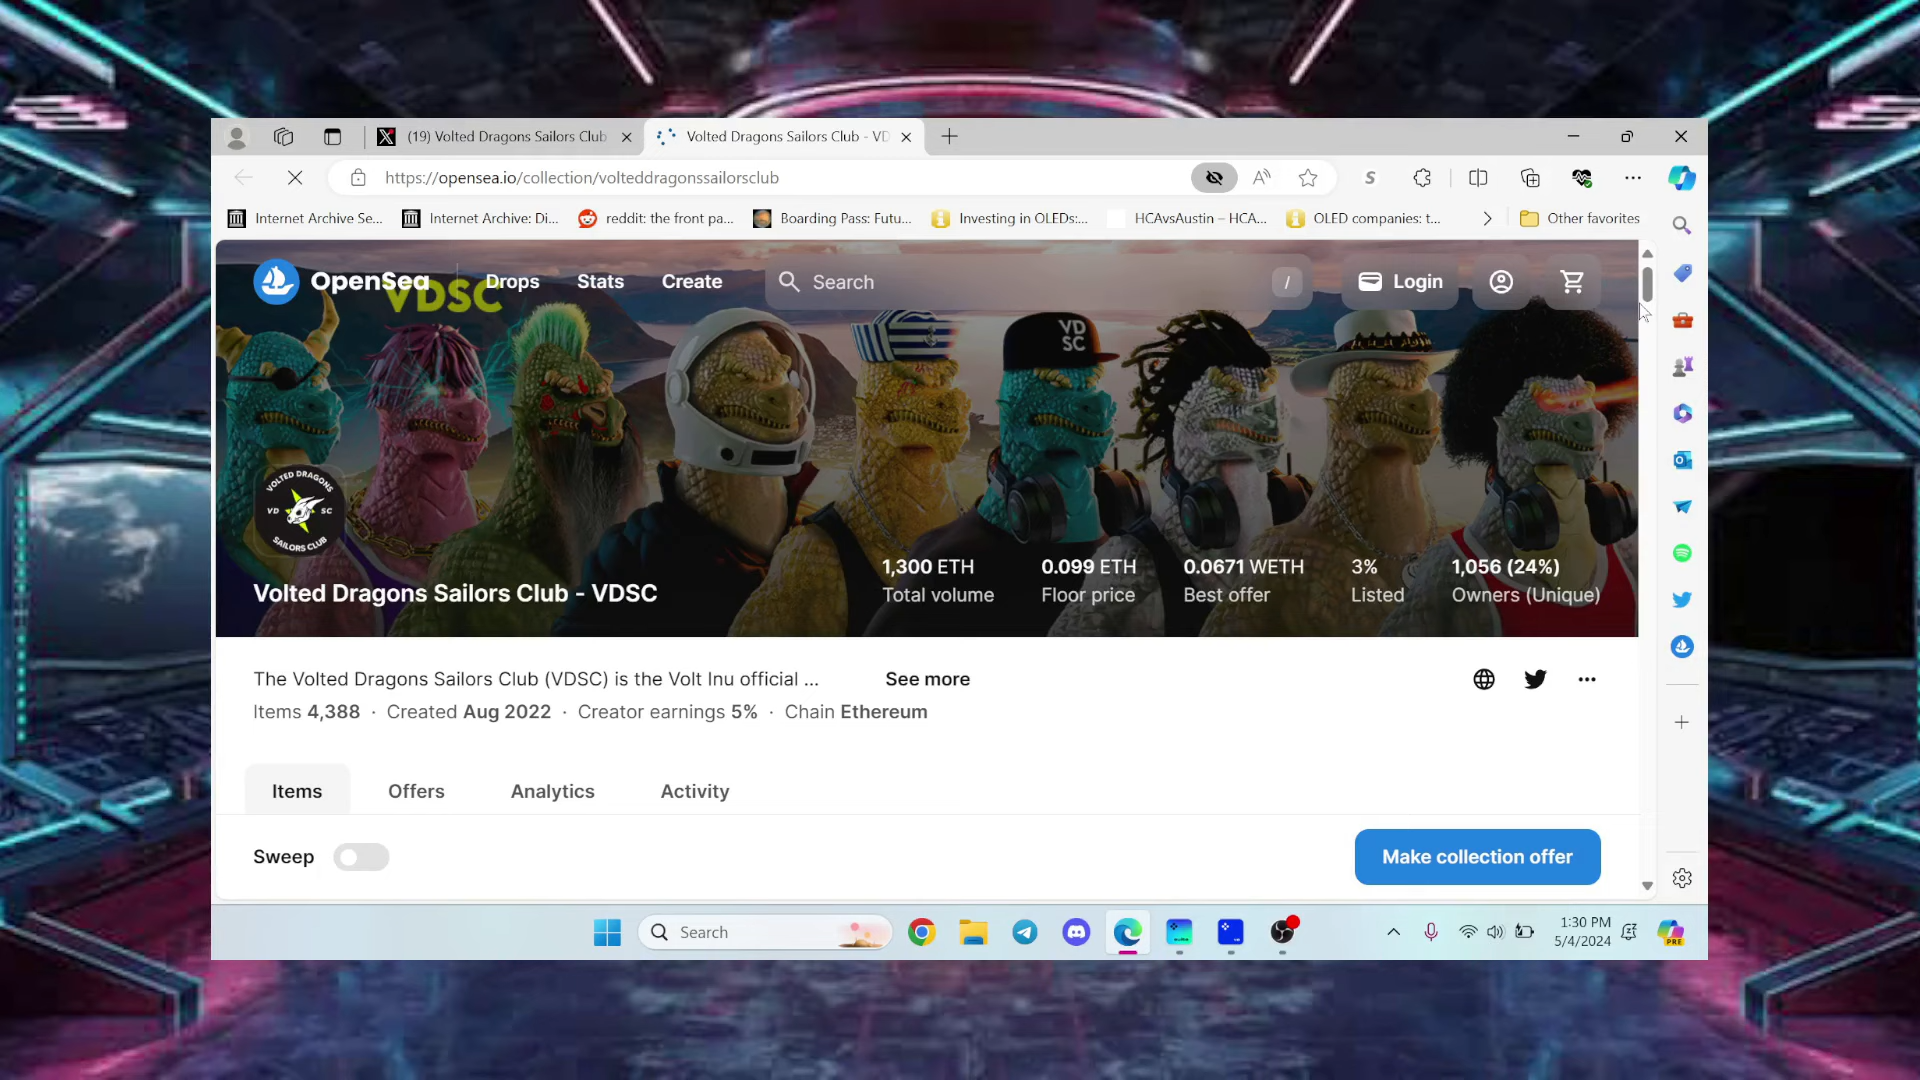 (19) Volted Dragons Sailors Club
Volted Dragons Sailors Club - VD
https://opensea.io/collection/volteddragonssailorsclub
Internet Archive Se...
Internet Archive: Di...
reddit: the front pa...
Boarding Pass: Futu...
Investing in OLEDs:...
HCAvsAustin – HCA...
OLED companies: t...
Other favorites
OpenSea
Drops
Stats
Create
Search
/
Login
VDSC
VD
SC
VOLTED DRAGONS
VD SC
SAILORS CLUB
Volted Dragons Sailors Club - VDSC
1,300 ETH
Total volume
0.099 ETH
Floor price
0.0671 WETH
Best offer
3%
Listed
1,056 (24%)
Owners (Unique)
The Volted Dragons Sailors Club (VDSC) is the Volt Inu official ...
See more
Items 4,388 · Created Aug 2022 · Creator earnings 5% · Chain Ethereum
Items
Offers
Analytics
Activity
Sweep
Make collection offer
Search
1:30 PM
5/4/2024
PRE